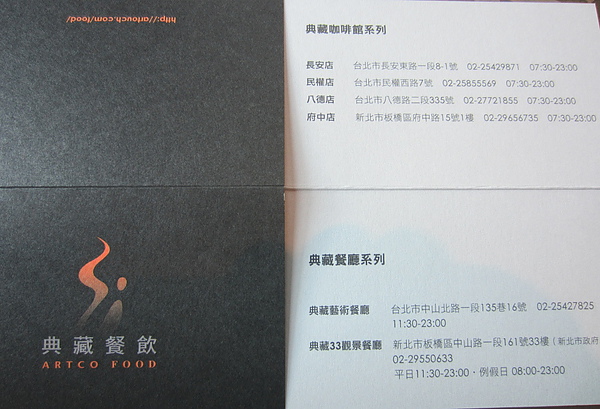 http://artouch.com/food/
典藏餐飲
ARTCO FOOD
典藏咖啡館系列
長安店 台北市長安東路一段8-1號 02-25429871 07:30-23:00
民權店 台北市民權西路7號 02-25855569 07:30-23:00
八德店 台北市八德路二段335號 02-27721855 07:30-23:00
府中店 新北市板橋區府中路15號1樓 02-29656735 07:30-23:00
典藏餐廳系列
典藏藝術餐廳 台北市中山北路一段135巷16號 02-25427825
11:30-23:00
典藏33觀景餐廳 新北市板橋區中山路一段161號33樓(新北市政府
02-29550633
平日11:30-23:00，例假日 08:00-23:00